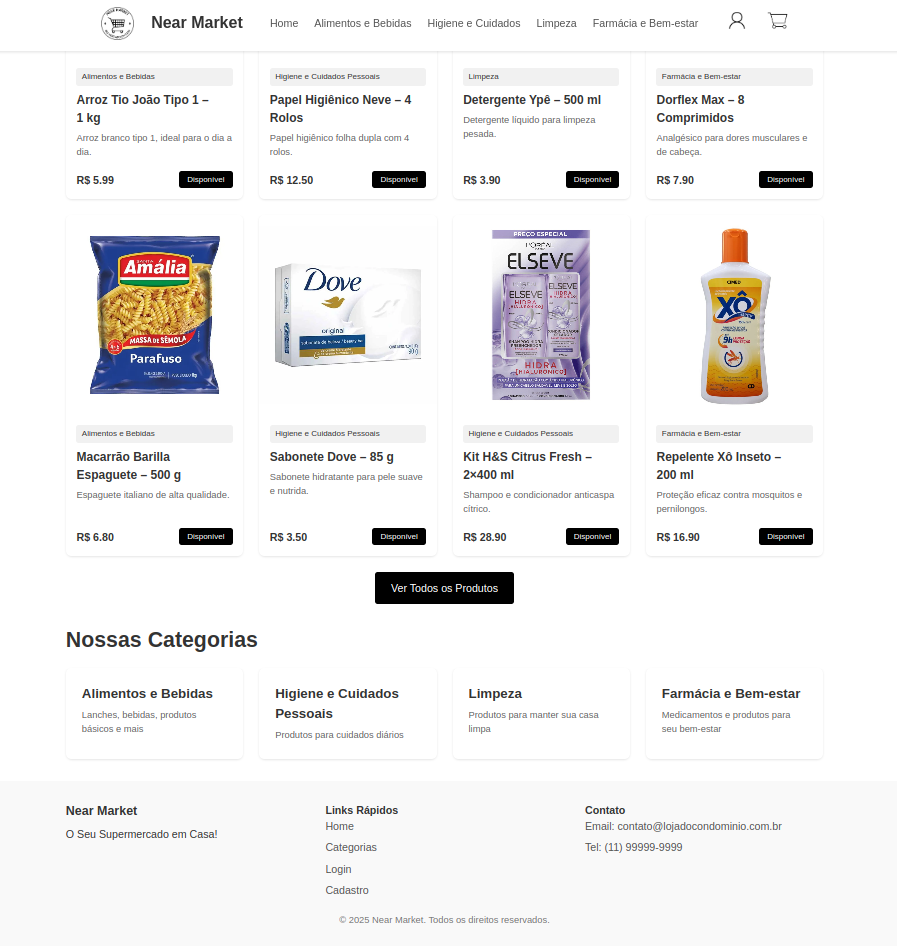 Near Market
Home
Alimentos e Bebidas
Higiene e Cuidados
Limpeza
Farmácia e Bem-estar
Alimentos e Bebidas
Arroz Tio João Tipo 1 –
1 kg
Arroz branco tipo 1, ideal para o dia a
dia.
R$ 5.99
Disponível
Higiene e Cuidados Pessoais
Papel Higiênico Neve – 4
Rolos
Papel higiênico folha dupla com 4
rolos.
R$ 12.50
Disponível
Limpeza
Detergente Ypê – 500 ml
Detergente líquido para limpeza
pesada.
R$ 3.90
Disponível
Farmácia e Bem-estar
Dorflex Max – 8
Comprimidos
Analgésico para dores musculares e
de cabeça.
R$ 7.90
Disponível
Amália
MASSA DE SÊMOLA
Parafuso
Alimentos e Bebidas
Macarrão Barilla
Espaguete – 500 g
Espaguete italiano de alta qualidade.
R$ 6.80
Disponível
Dove
original
Higiene e Cuidados Pessoais
Sabonete Dove – 85 g
Sabonete hidratante para pele suave
e nutrida.
R$ 3.50
Disponível
PREÇO ESPECIAL
L'ORÉAL
ELSEVE
ELSEVE
HIDRA
ELSEVE
HIDRA
HIDRA
[HIALURÔNICO]
Higiene e Cuidados Pessoais
Kit H&S Citrus Fresh –
2×400 ml
Shampoo e condicionador anticaspa
cítrico.
R$ 28.90
Disponível
CIMED
XÔ
Farmácia e Bem-estar
Repelente Xô Inseto –
200 ml
Proteção eficaz contra mosquitos e
pernilongos.
R$ 16.90
Disponível
Ver Todos os Produtos
Nossas Categorias
Alimentos e Bebidas
Lanches, bebidas, produtos
básicos e mais
Higiene e Cuidados
Pessoais
Produtos para cuidados diários
Limpeza
Produtos para manter sua casa
limpa
Farmácia e Bem-estar
Medicamentos e produtos para
seu bem-estar
Near Market
O Seu Supermercado em Casa!
Links Rápidos
Home
Categorias
Login
Cadastro
Contato
Email: contato@lojadocondominio.com.br
Tel: (11) 99999-9999
© 2025 Near Market. Todos os direitos reservados.